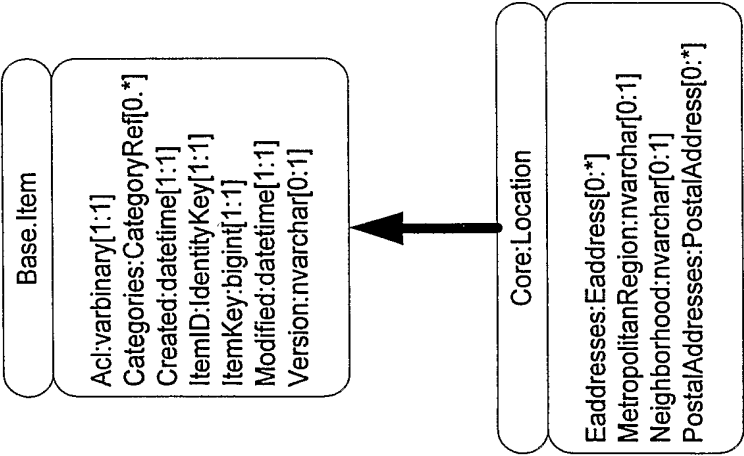 Base.Item
Acl:varbinary[1:1]
Categories:CategoryRef[0.*]
Created:datetime[1:1]
ItemID:IdentityKey[1:1]
ItemKey:bigint[1:1]
Modified:datetime[1:1]
Version:nvarchar[0:1]
Core:Location
Eaddresses:Eaddress[0:*]
MetropolitanRegion:nvarchar[0:1]
Neighborhood:nvarchar[0:1]
PostalAddresses:PostalAddress[0:*]